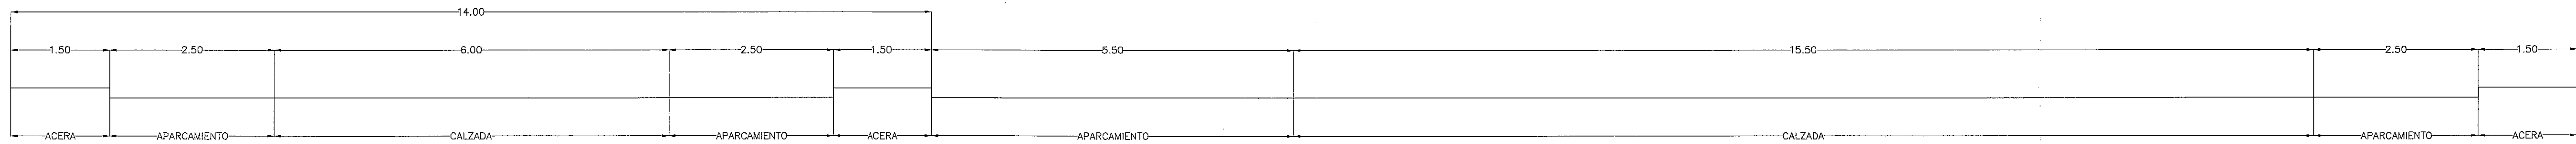 14.00
1.50 2.50 6.00 2.50 1.50 5.50 15.50 2.50 1.50
ACERA APARCAMIENTO CALZADA APARCAMIENTO ACERA APARCAMIENTO CALZADA APARCAMIENTO ACERA